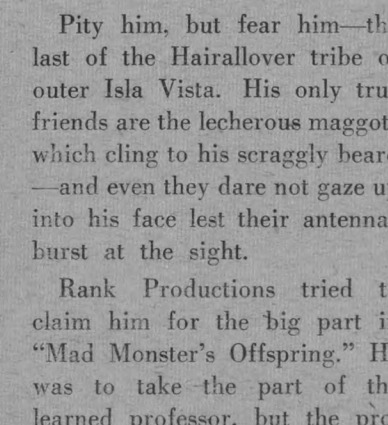 Pity him, but fear him—th
last of the Hairallover tribe o
outer Isla Vista. His only tru
friends are the lecherous maggot
which cling to his scraggly bear
—and even they dare not gaze u
into his face lest their antenna
burst at the sight.
Rank Productions tried t
claim him for the big part i
“Mad Monster’s Offspring.” H
was to take the part of th
learned professor, but the pro